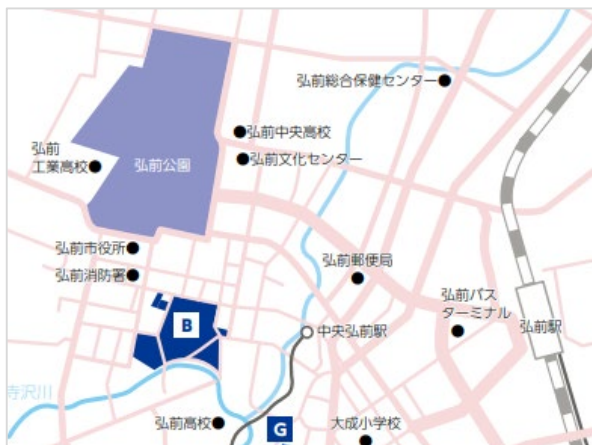 弘前総合保健センター
弘前中央高校
弘前文化センター
弘前
工業高校
弘前公園
弘前市役所
弘前消防署
弘前郵便局
弘前バス
ターミナル
弘前駅
B
中央弘前駅
寺沢川
弘前高校
G
大成小学校